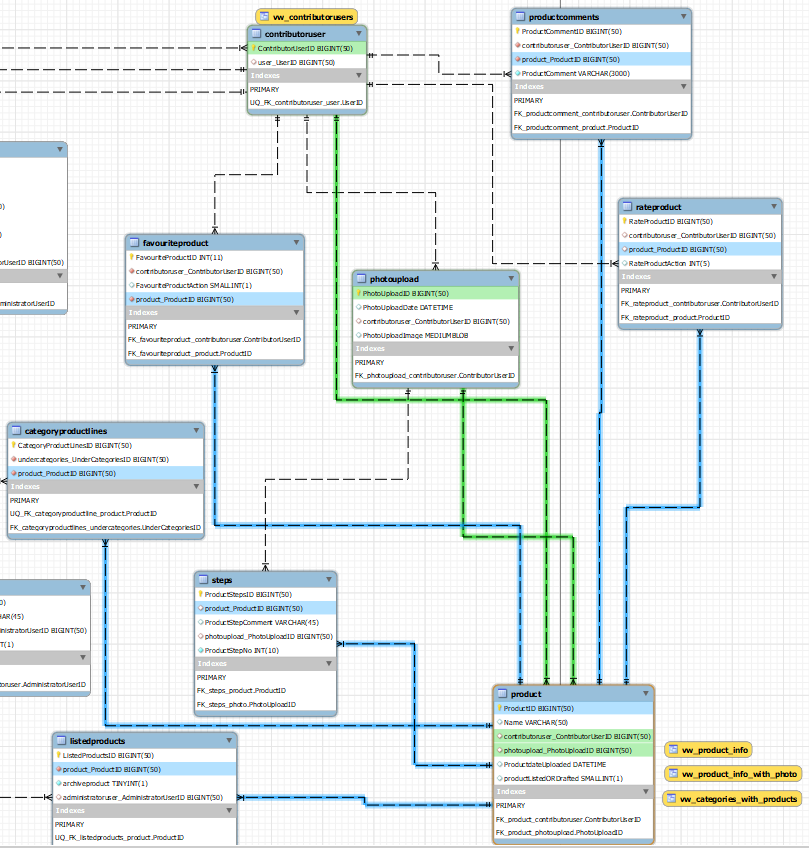 vw_contributorusers
contributoruser
ContributorUserID BIGINT(50)
user_UserID BIGINT(50)
Indexes
PRIMARY
UQ_FK_contributoruser_user.UserID
productcomments
ProductCommentID BIGINT(50)
contributoruser_ContributorUserID BIGINT(50)
product_ProductID BIGINT(50)
ProductComment VARCHAR(3000)
Indexes
PRIMARY
FK_productcomment_contributoruser.ContributorUserID
FK_productcomment_product.ProductID
rateproduct
RateProductID BIGINT(50)
contributoruser_ContributorUserID BIGINT(50)
product_ProductID BIGINT(50)
RateProductAction INT(5)
Indexes
PRIMARY
FK_rateproduct_contributoruser.ContributorUserID
FK_rateproduct_product.ProductID
favouriteproduct
FavouriteProductID INT(11)
contributoruser_ContributorUserID BIGINT(50)
FavouriteProductAction SMALLINT(1)
product_ProductID BIGINT(50)
Indexes
PRIMARY
FK_favouriteproduct_contributoruser.ContributorUserID
FK_favouriteproduct_product.ProductID
photoupload
PhotoUploadID BIGINT(50)
PhotoUploadDate DATETIME
contributoruser_ContributorUserID BIGINT(50)
PhotoUploadImage MEDIUMBLOB
Indexes
PRIMARY
FK_photoupload_contributoruser.ContributorUserID
)
)
rUserID BIGINT(50)
ministratorUserID
categoryproductlines
CategoryProductLinesID BIGINT(50)
undercategories_UnderCategoriesID BIGINT(50)
product_ProductID BIGINT(50)
Indexes
PRIMARY
UQ_FK_categoryproductline_product.ProductID
FK_categoryproductlines_undercategories.UnderCategoriesID
steps
ProductStepsID BIGINT(50)
product_ProductID BIGINT(50)
ProductStepComment VARCHAR(45)
photoupload_PhotoUploadID BIGINT(50)
ProductStepNo INT(10)
Indexes
PRIMARY
FK_steps_product.ProductID
FK_steps_photo.PhotoUploadID
0)
HAR(45)
ministratorUserID BIGINT(50)
T(1)
toruser.AdministratorUserID
product
ProductID BIGINT(50)
Name VARCHAR(50)
contributoruser_ContributorUserID BIGINT(50)
photoupload_PhotoUploadID BIGINT(50)
ProductdateUploaded DATETIME
productListedORDrafted SMALLINT(1)
Indexes
PRIMARY
FK_product_contributoruser.ContributorUserID
FK_product_photoupload.PhotoUploadID
vw_product_info
vw_product_info_with_photo
vw_categories_with_products
listedproducts
ListedProductsID BIGINT(50)
product_ProductID BIGINT(50)
archiveproduct TINYINT(1)
administratoruser_AdministratorUserID BIGINT(50)
Indexes
PRIMARY
UQ_FK_listedproducts_product.ProductID